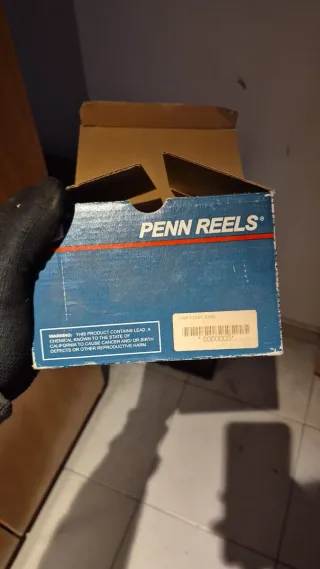 PENN REELS®
WARNING: THIS PRODUCT CONTAINS LEAD, A
CHEMICAL KNOWN TO THE STATE OF
CALIFORNIA TO CAUSE CANCER AND/OR BIRTH
DEFECTS OR OTHER REPRODUCTIVE HARM.